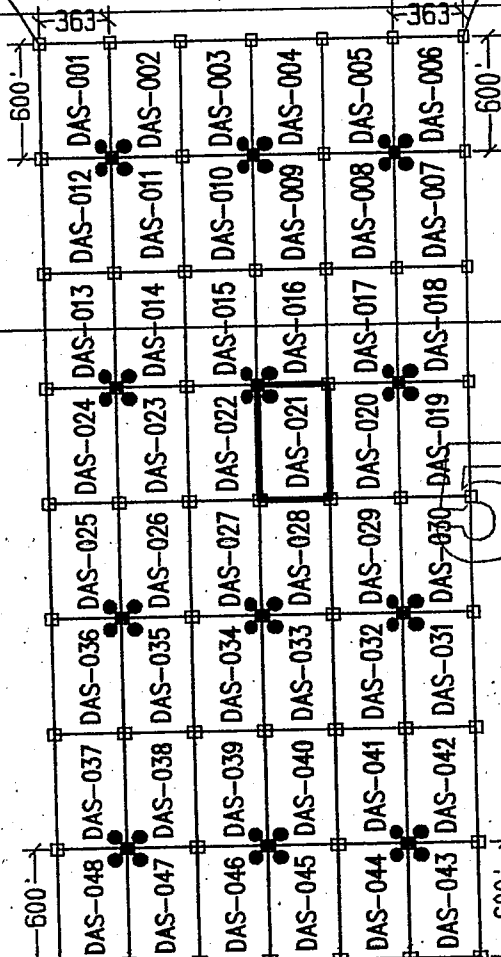 363' 363'
600' 600'
DAS-001 DAS-002 DAS-003 DAS-004 DAS-005 DAS-006
DAS-012 DAS-011 DAS-010 DAS-009 DAS-008 DAS-007
DAS-013 DAS-014 DAS-015 DAS-016 DAS-017 DAS-018
DAS-024 DAS-023 DAS-022 DAS-021 DAS-020 DAS-019
DAS-025 DAS-026 DAS-027 DAS-028 DAS-029 DAS-030
5
DAS-036 DAS-035 DAS-034 DAS-033 DAS-032 DAS-031
DAS-037 DAS-038 DAS-039 DAS-040 DAS-041 DAS-042
DAS-048 DAS-047 DAS-046 DAS-045 DAS-044 DAS-043
600'